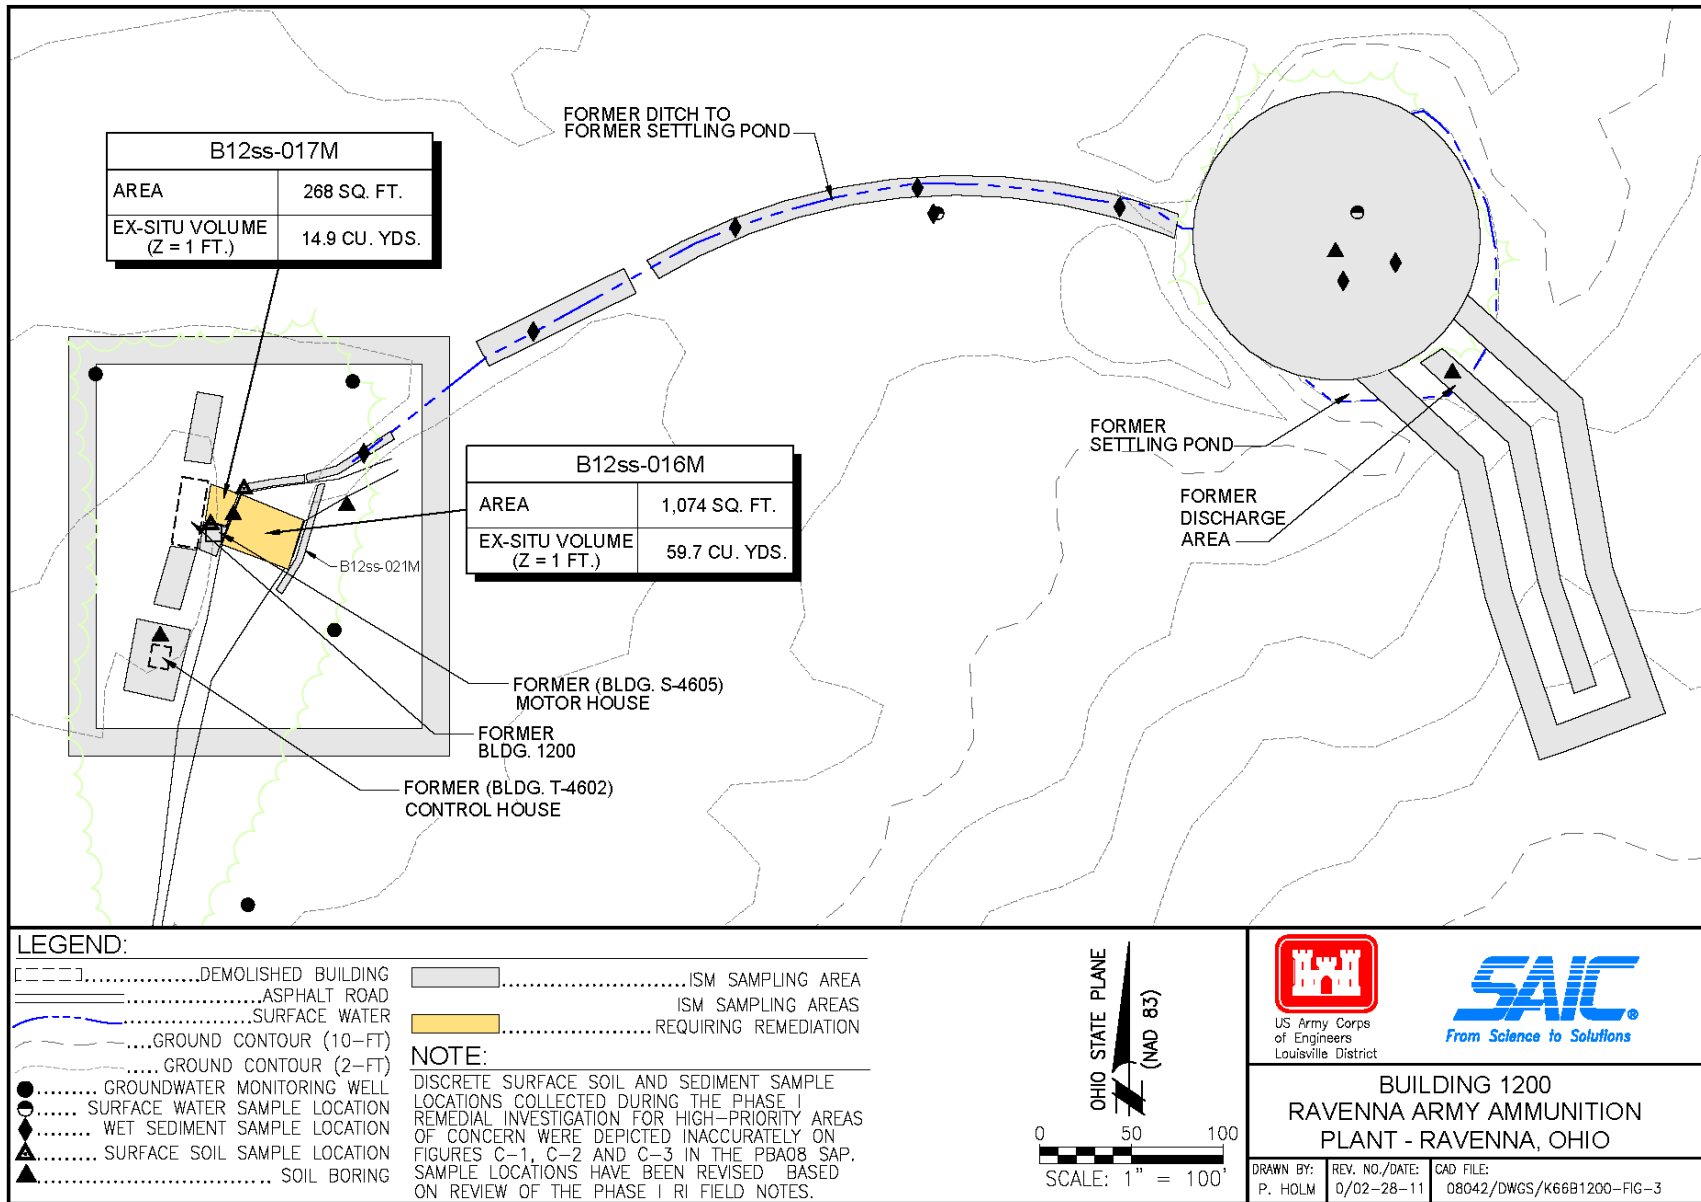 FORMER DITCH TO
FORMER SETTLING POND
B12ss-017M
AREA 268 SQ. FT.
EX-SITU VOLUME
(Z = 1 FT.) 14.9 CU. YDS.
B12ss-016M
AREA 1,074 SQ. FT.
EX-SITU VOLUME
(Z = 1 FT.) 59.7 CU. YDS.
B12ss-021M
FORMER
SETTLING POND
FORMER
DISCHARGE
AREA
FORMER (BLDG. S-4605)
MOTOR HOUSE
FORMER
BLDG. 1200
FORMER (BLDG. T-4602)
CONTROL HOUSE
LEGEND:
DEMOLISHED BUILDING
ASPHALT ROAD
SURFACE WATER
GROUND CONTOUR (10-FT)
GROUND CONTOUR (2-FT)
GROUNDWATER MONITORING WELL
SURFACE WATER SAMPLE LOCATION
WET SEDIMENT SAMPLE LOCATION
SURFACE SOIL SAMPLE LOCATION
SOIL BORING
ISM SAMPLING AREA
ISM SAMPLING AREAS
REQUIRING REMEDIATION
NOTE:
DISCRETE SURFACE SOIL AND SEDIMENT SAMPLE
LOCATIONS COLLECTED DURING THE PHASE I
REMEDIAL INVESTIGATION FOR HIGH-PRIORITY AREAS
OF CONCERN WERE DEPICTED INACCURATELY ON
FIGURES C-1, C-2 AND C-3 IN THE PBA08 SAP.
SAMPLE LOCATIONS HAVE BEEN REVISED BASED
ON REVIEW OF THE PHASE I RI FIELD NOTES.
OHIO STATE PLANE
(NAD 83)
0 50 100
SCALE: 1" = 100'
US Army Corps
of Engineers
Louisville District
SAIC®
From Science to Solutions
BUILDING 1200
RAVENNA ARMY AMMUNITION
PLANT - RAVENNA, OHIO
DRAWN BY:
P. HOLM
REV. NO./DATE:
0/02-28-11
CAD FILE:
08042/DWGS/K66B1200-FIG-3